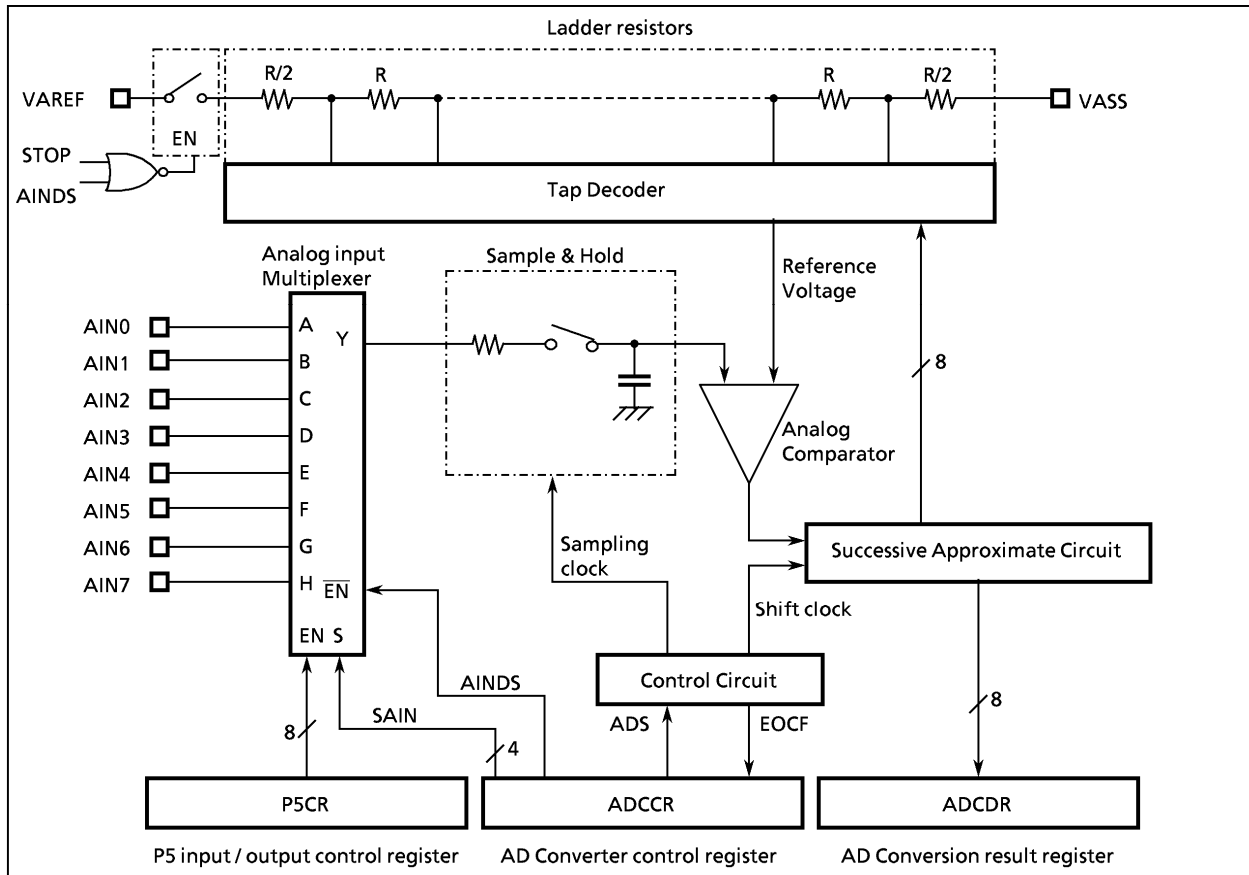 Ladder resistors
R/2
R
R
R/2
VAREF
VASS
EN
STOP
AINDS
Tap Decoder
Analog input
Multiplexer
Sample & Hold
Reference
Voltage
AIN0
A
Y
AIN1
B
8
AIN2
C
AIN3
D
Analog
Comparator
AIN4
E
AIN5
F
AIN6
G
Sampling
clock
Successive Approximate Circuit
AIN7
H
EN
Shift clock
EN S
AINDS
Control Circuit
SAIN
ADS
EOCF
8
8
4
P5CR
ADCCR
ADCDR
P5 input / output control register
AD Converter control register
AD Conversion result register